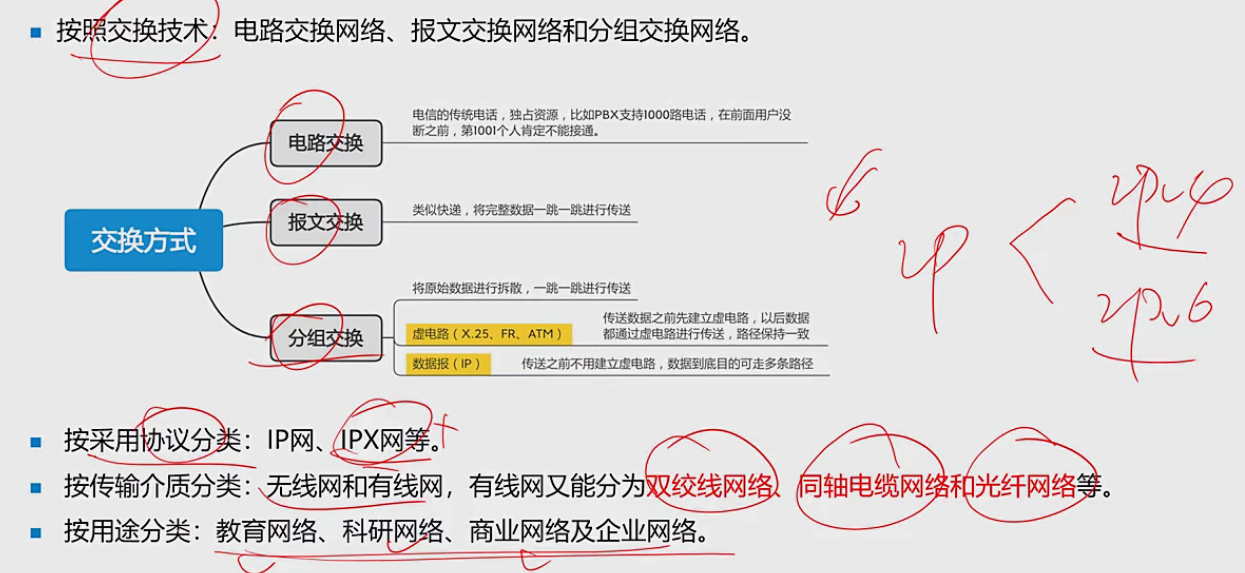 按照交换技术：电路交换网络、报文交换网络和分组交换网络。
电信的传统电话，独占资源，比如PBX支持1000路电话，在前面用户没
断之前，第1001个人肯定不能接通。
电路交换
类似快递，将完整数据一跳一跳进行传送
报文交换
交换方式
将原始数据进行拆散，一跳一跳进行传送
分组交换
虚电路（X.25、FR、ATM）
传送数据之前先建立虚电路，以后数据
都通过虚电路进行传送，路径保持一致
数据报（IP）
传送之前不用建立虚电路，数据到底目的可走多条路径
IP
IPv4
IPv6
按采用协议分类：IP网、IPX网等。
按传输介质分类：无线网和有线网，有线网又能分为双绞线网络、同轴电缆网络和光纤网络等。
按用途分类：教育网络、科研网络、商业网络及企业网络。